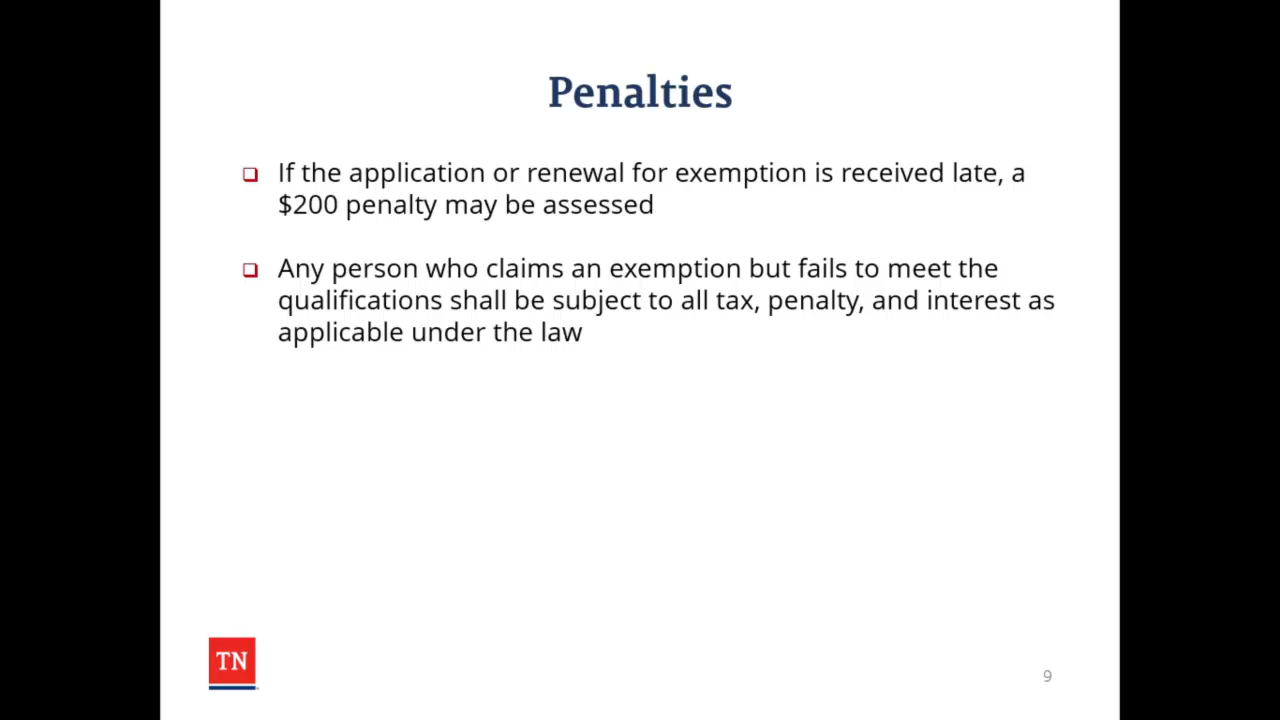 Penalties
❑ If the application or renewal for exemption is received late, a
$200 penalty may be assessed
❑ Any person who claims an exemption but fails to meet the
qualifications shall be subject to all tax, penalty, and interest as
applicable under the law
TN
9